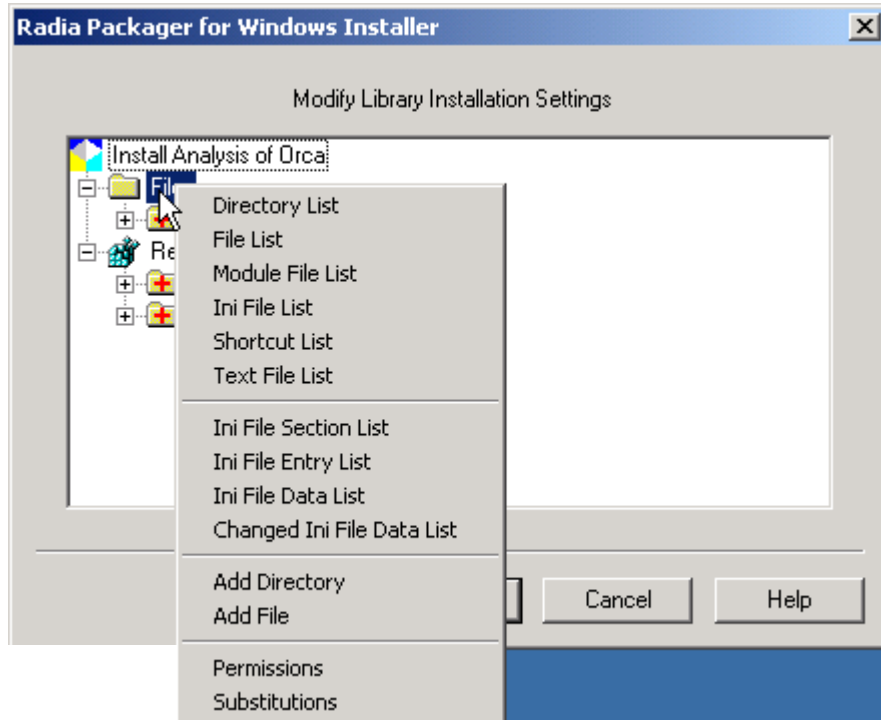 Radia Packager for Windows Installer
Modify Library Installation Settings
Install Analysis of Orca
Directory List
File List
Module File List
Ini File List
Shortcut List
Text File List
Ini File Section List
Ini File Entry List
Ini File Data List
Changed Ini File Data List
Add Directory
Add File
Cancel
Help
Permissions
Substitutions